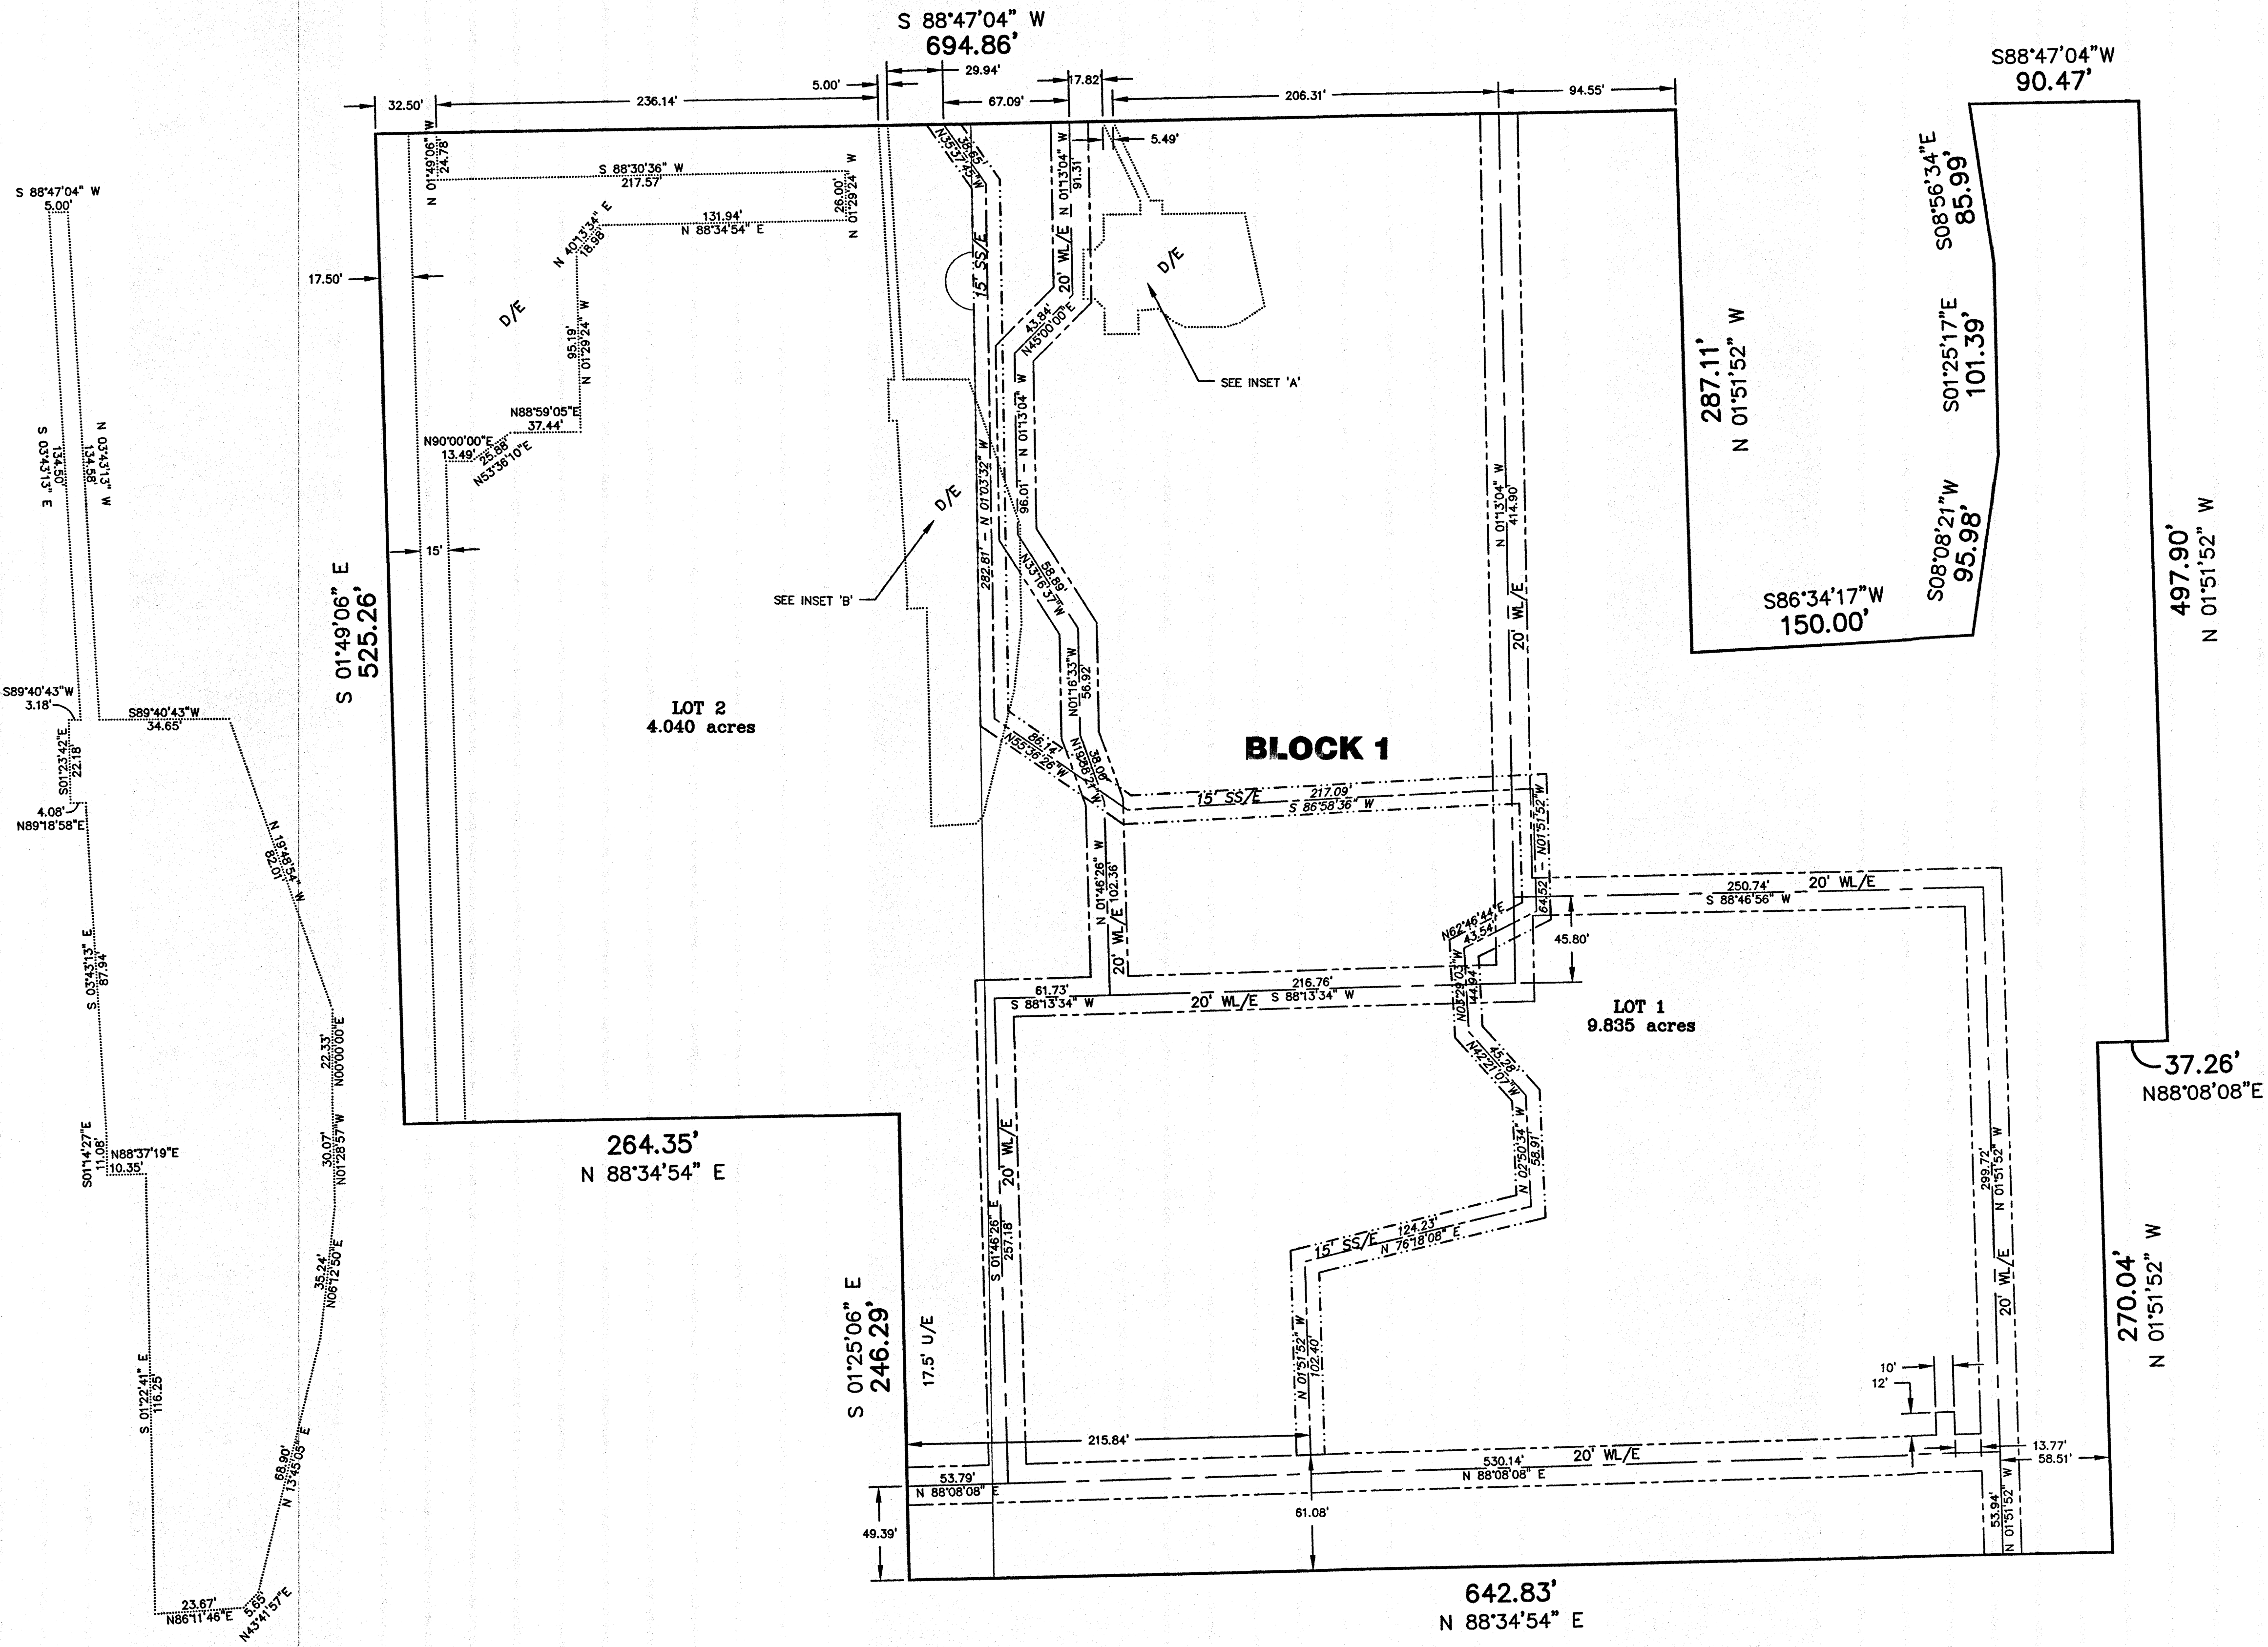 S 88°47'04" W
694.86'
S88°47'04"W
90.47'
29.94'
5.00'
17.82'
32.50'
236.14'
67.09'
206.31'
94.55'
5.49'
N 01°49'06" W
24.78'
S 88°30'36" W
217.57'
26.00'
N 01°29'24" W
131.94'
N 88°34'54" E
N 40°13'34" E
18.98'
38.65'
N35°37'45"W
N 01°13'04" W
91.31'
S08°56'34"E
85.99'
S 88°47'04" W
5.00'
17.50'
D/E
15' SS/E
20' WL/E
D/E
43.84'
N45°00'00"E
95.19'
N 01°29'24" W
SEE INSET 'A'
287.11'
N 01°51'52" W
S01°25'17"E
101.39'
N88°59'05"E
37.44'
N90°00'00"E
13.49'
25.88'
N53°36'10"E
S 03°43'13" E
134.50'
134.58'
N 03°43'13" W
D/E
282.81' - N 01°03'32" W
96.01' - N 01°13'04" W
N 01°13'04" W
414.90'
S08°08'21"W
95.98'
497.90'
N 01°51'52" W
15'
S 01°49'06" E
525.26'
SEE INSET 'B'
58.89'
N33°16'37"W
20' WL/E
S86°34'17"W
150.00'
S89°40'43"W
3.18'
S89°40'43"W
34.65'
LOT 2
4.040 acres
N01°16'33"W
56.92'
BLOCK 1
S01°23'42"E
22.18'
86.14'
N55°36'26"W
38.06'
4.08'
N89°18'58"E
15' SS/E
217.09'
S 86°58'36" W
64.52' - N01°51'52"W
N 19°48'54" W
82.01'
N 01°46'26" W
102.36'
20' WL/E
250.74'
20' WL/E
S 88°46'56" W
N62°46'44"E
43.54'
45.80'
S 03°43'13" E
87.94'
61.73'
S 88°13'34" W
216.76'
20' WL/E
S 88°13'34" W
44.94'
LOT 1
9.835 acres
22.33'
N00°00'00"E
45.28'
N42°21'07"W
37.26'
N88°08'08"E
S01°14'27"E
11.08'
N88°37'19"E
10.35'
30.07'
N01°28'57"W
264.35'
N 88°34'54" E
20' WL/E
N 02°50'34" W
58.91'
299.72'
N 01°51'52" W
35.24'
N06°12'50"E
S 01°46'26" E
257.18'
15' SS/E
124.23'
N 76°18'08" E
20' WL/E
270.04'
N 01°51'52" W
S 01°22'41" E
116.25'
S 01°25'06" E
246.29'
17.5' U/E
N 01°51'52" W
102.40'
10'
12'
68.90'
N 13°45'05" E
215.84'
20' WL/E
13.77'
58.51'
53.79'
N 88°08'08" E
530.14'
N 88°08'08" E
49.39'
61.08'
53.94'
N 01°51'52" W
23.67'
N86°11'46"E
5.65'
N43°41'57"E
642.83'
N 88°34'54" E